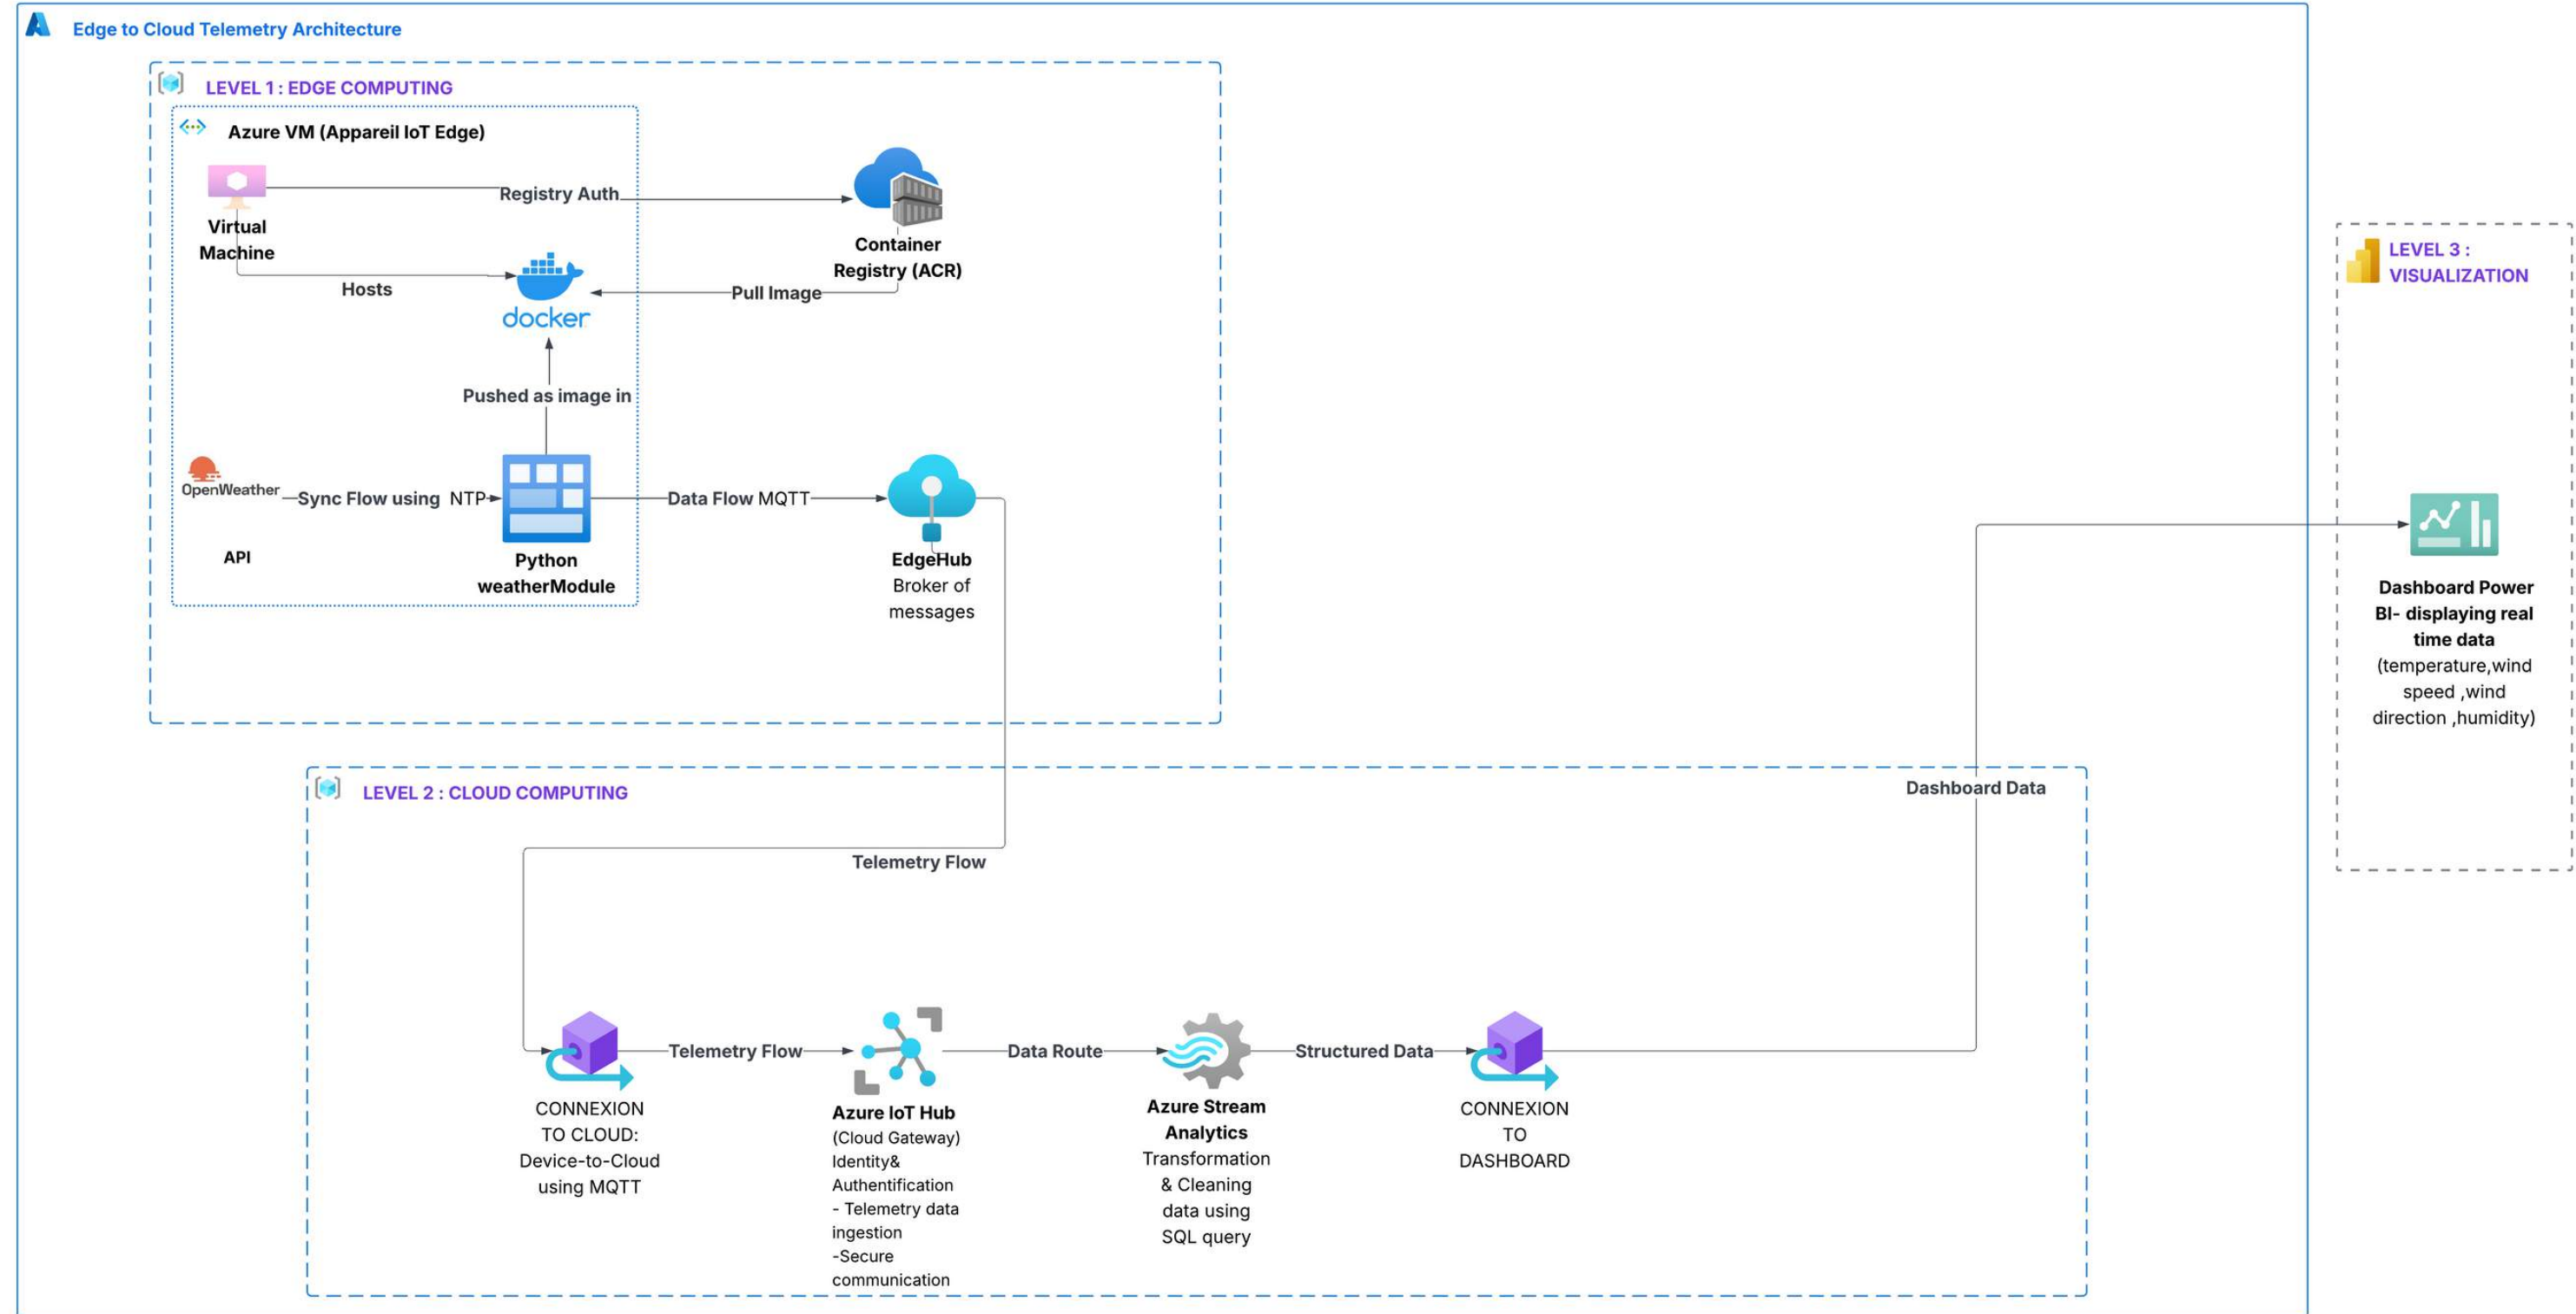 Edge to Cloud Telemetry Architecture
LEVEL 1 : EDGE COMPUTING
Azure VM (Appareil IoT Edge)
Virtual
Machine
Registry Auth
Container
Registry (ACR)
Hosts
docker
Pull Image
Pushed as image in
OpenWeather
API
Sync Flow using NTP
Python
weatherModule
Data Flow MQTT
EdgeHub
Broker of
messages
LEVEL 2 : CLOUD COMPUTING
Telemetry Flow
CONNEXION
TO CLOUD:
Device-to-Cloud
using MQTT
Telemetry Flow
Azure IoT Hub
(Cloud Gateway)
Identity&
Authentification
- Telemetry data
ingestion
-Secure
communication
Data Route
Azure Stream
Analytics
Transformation
& Cleaning
data using
SQL query
Structured Data
CONNEXION
TO
DASHBOARD
Dashboard Data
LEVEL 3 :
VISUALIZATION
Dashboard Power
BI- displaying real
time data
(temperature,wind
speed ,wind
direction ,humidity)